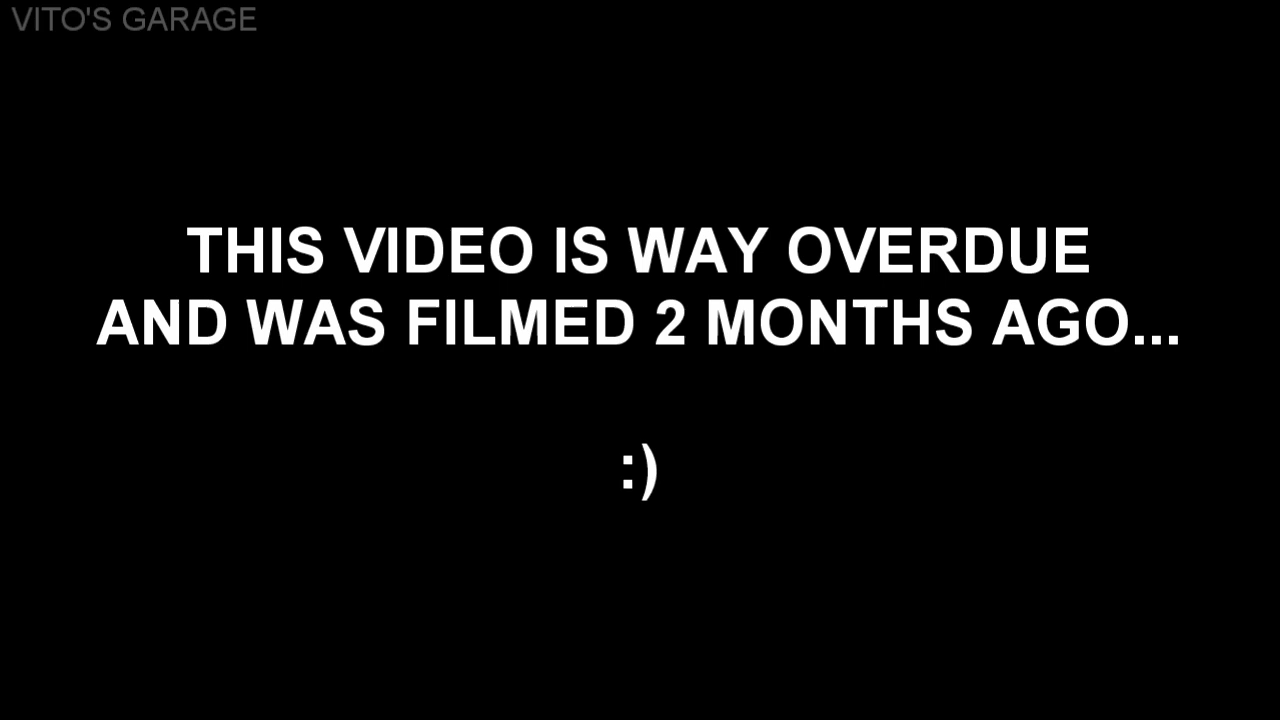 VITO'S GARAGE
THIS VIDEO IS WAY OVERDUE
AND WAS FILMED 2 MONTHS AGO...
:)